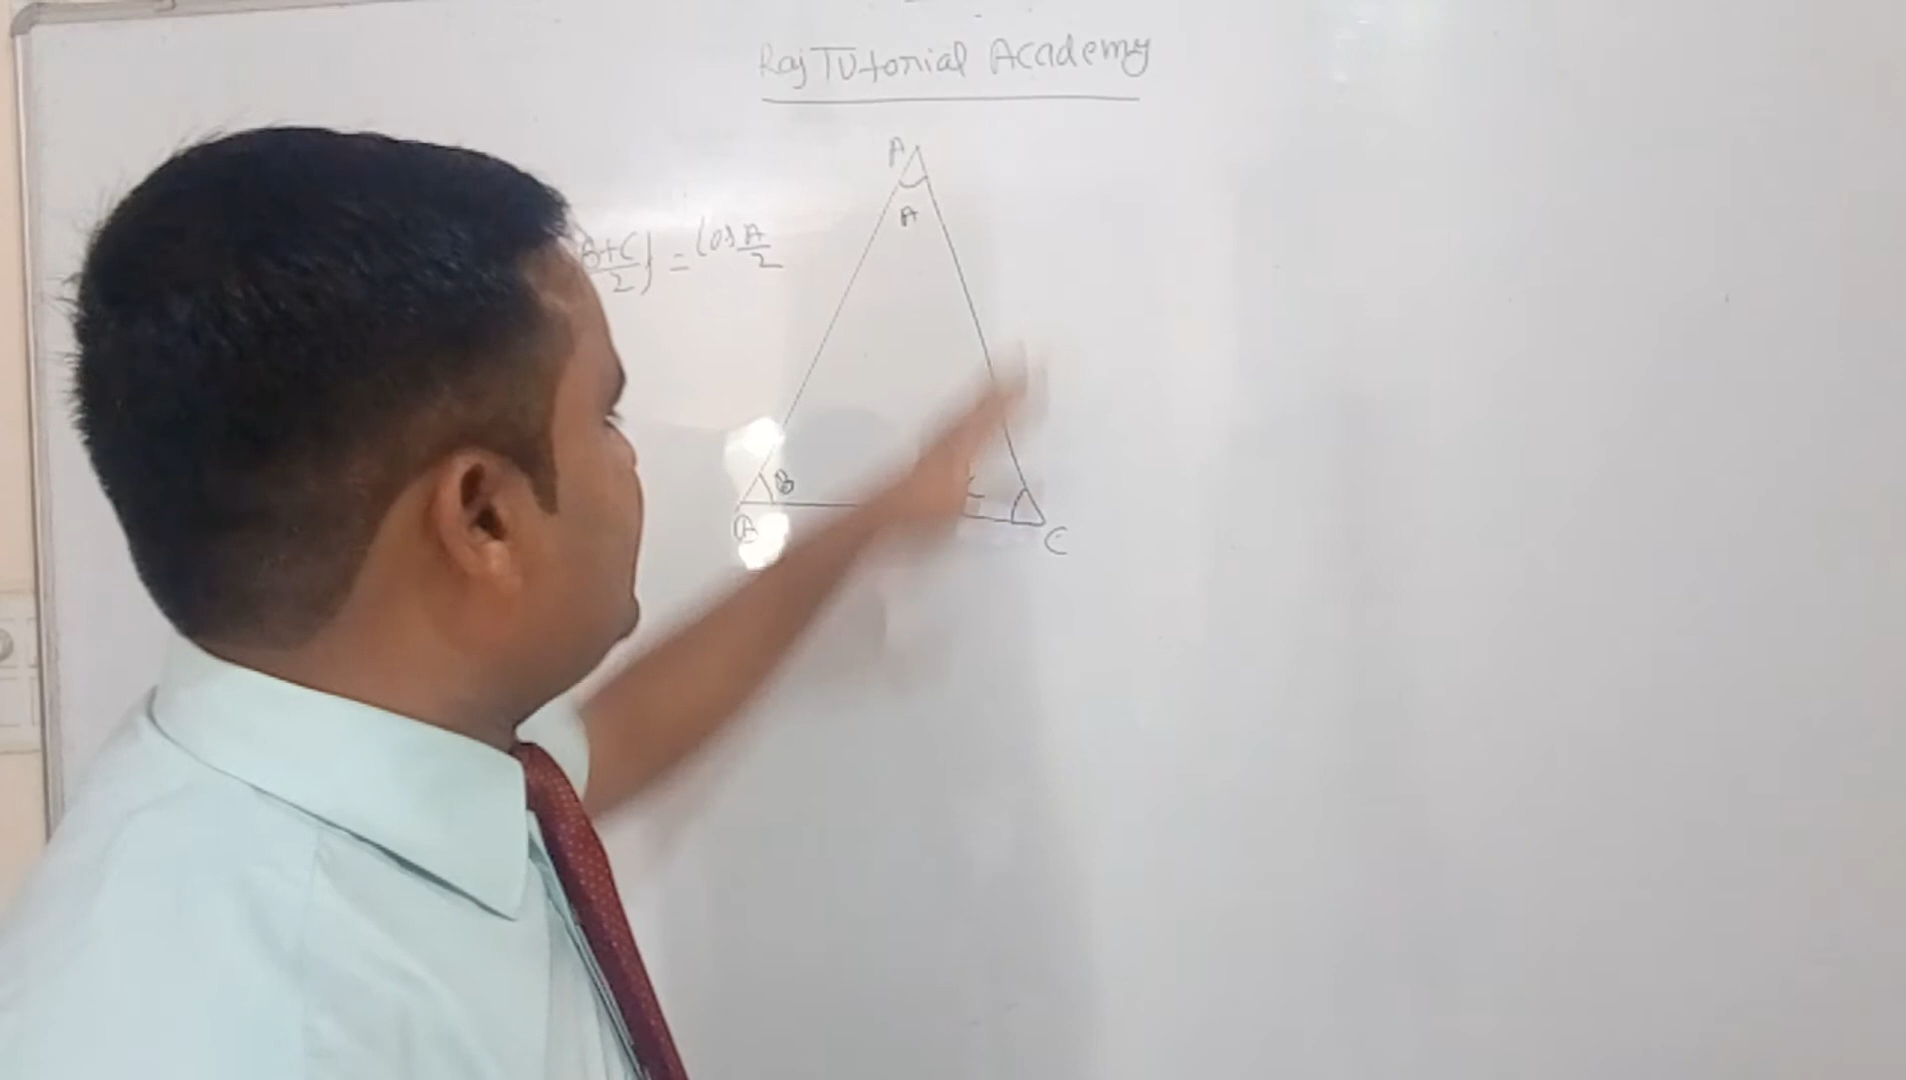 Raj TUtorial Academy
A
A
B+C/2) = Cos A/2
B
C
B
C